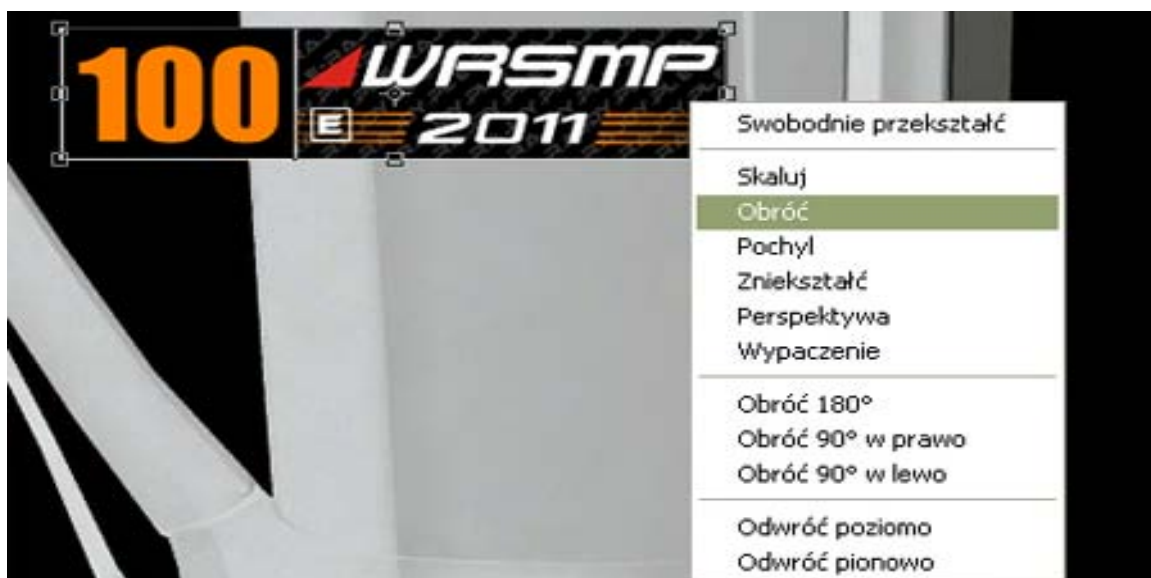 100 WRSMP
E 2011
Swobodnie przekształć
Skaluj
Obróć
Pochyl
Zniekształć
Perspektywa
Wypaczenie
Obróć 180°
Obróć 90° w prawo
Obróć 90° w lewo
Odwróć poziomo
Odwróć pionowo